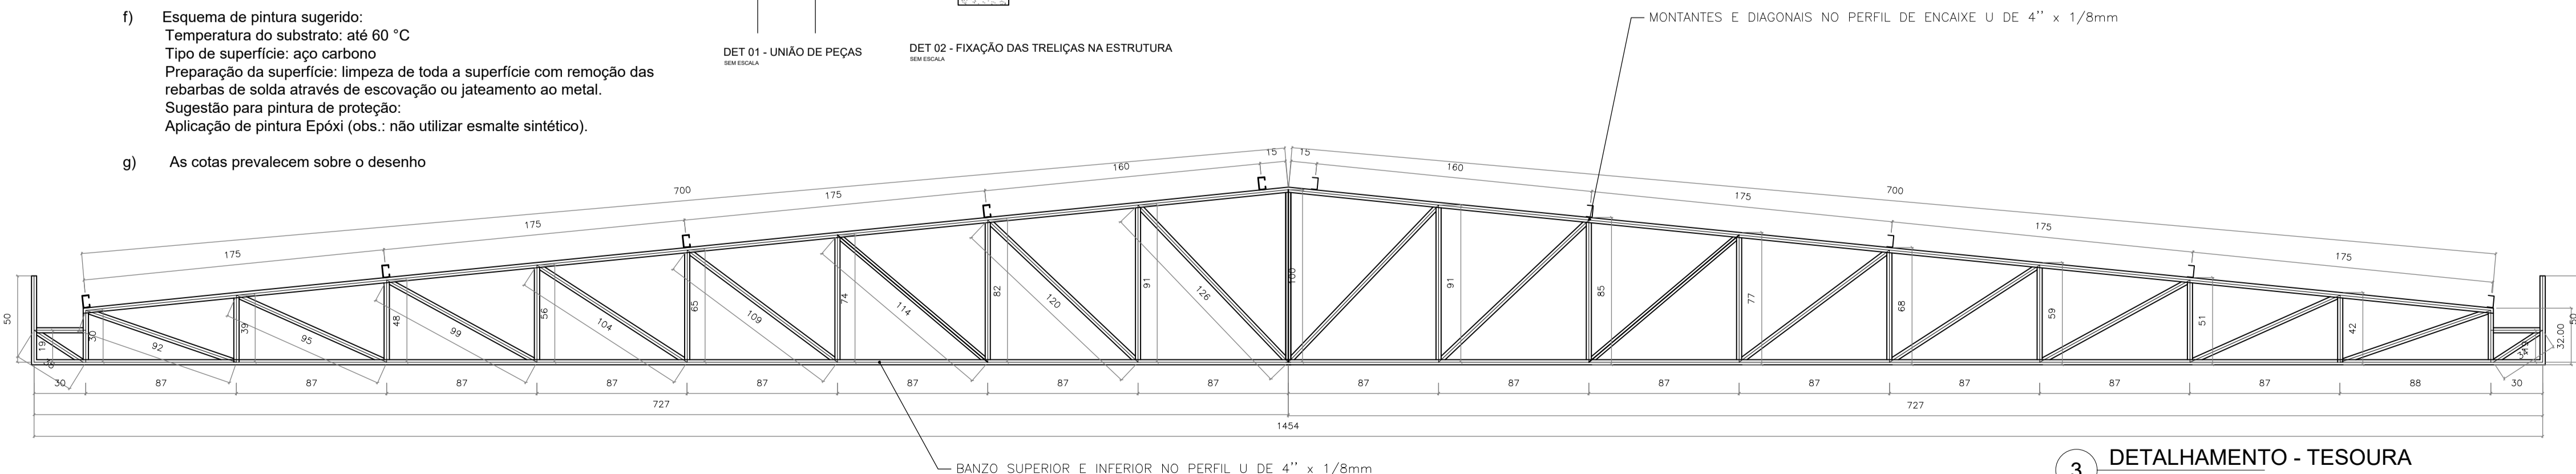 f) Esquema de pintura sugerido:
Temperatura do substrato: até 60 °C
Tipo de superfície: aço carbono
Preparação da superfície: limpeza de toda a superfície com remoção das
rebarbas de solda através de escovação ou jateamento ao metal.
Sugestão para pintura de proteção:
Aplicação de pintura Epóxi (obs.: não utilizar esmalte sintético).
g) As cotas prevalecem sobre o desenho
DET 01 - UNIÃO DE PEÇAS
SEM ESCALA
DET 02 - FIXAÇÃO DAS TRELIÇAS NA ESTRUTURA
SEM ESCALA
MONTANTES E DIAGONAIS NO PERFIL DE ENCAIXE U DE 4'' x 1/8mm
700 700
175 175 175 160 15 15 160 175 175 175
50 19 30 39 48 56 65 74 82 91 100 91 85 77 68 59 51 42 32.00 50
92 95 99 104 109 114 120 126
30 87 87 87 87 87 87 87 87 87 87 87 87 87 87 87 88 30
727 727
1454
BANZO SUPERIOR E INFERIOR NO PERFIL U DE 4'' x 1/8mm
3 DETALHAMENTO - TESOURA